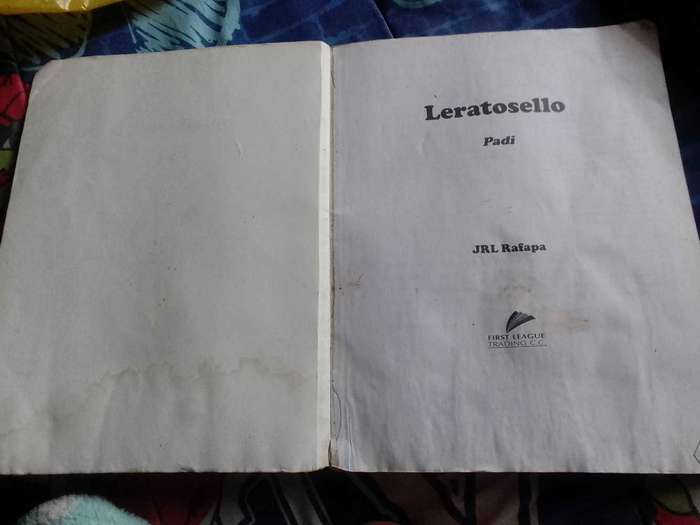 Leratosello
Padi
JRL Rafapa
FIRST LEAGUE
TRADING C.C.